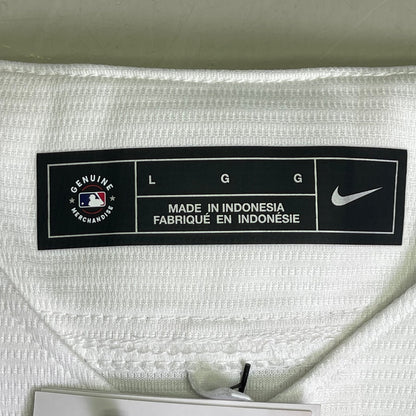 GENUINE
MERCHANDISE
L G G
MADE IN INDONESIA
FABRIQUÉ EN INDONÉSIE